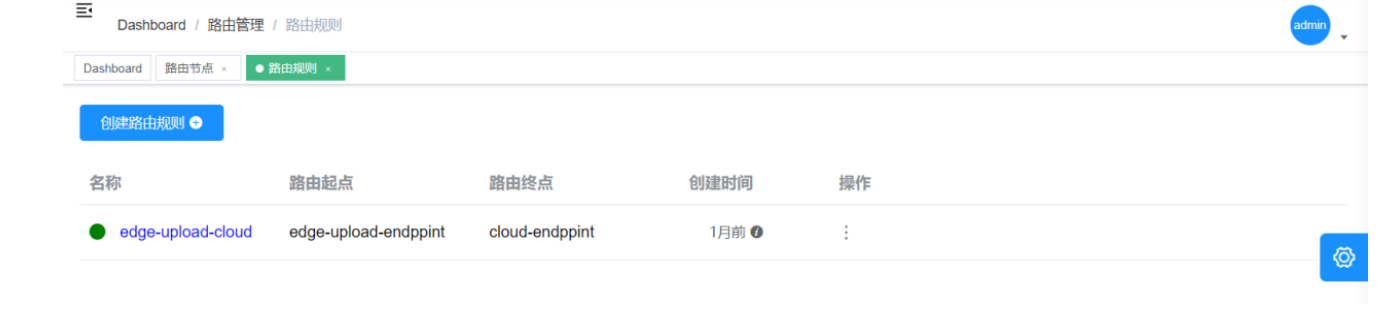 Dashboard / 路由管理 / 路由规则
admin
Dashboard 路由节点 × 路由规则 ×
创建路由规则
名称 路由起点 路由终点 创建时间 操作
edge-upload-cloud edge-upload-endppint cloud-endppint 1月前